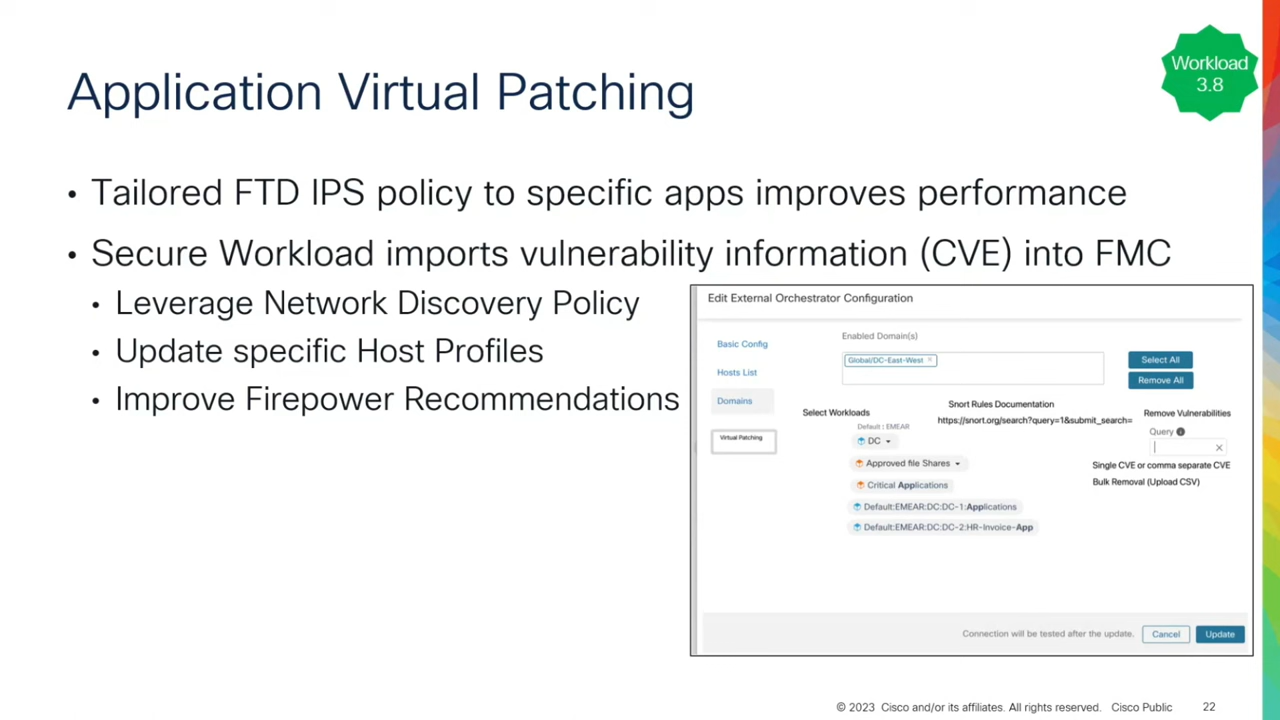 Workload
3.8
Application Virtual Patching
• Tailored FTD IPS policy to specific apps improves performance
• Secure Workload imports vulnerability information (CVE) into FMC
• Leverage Network Discovery Policy
• Update specific Host Profiles
• Improve Firepower Recommendations
Edit External Orchestrator Configuration
Basic Config
Hosts List
Domains
Virtual Patching
Enabled Domain(s)
Global/DC-East-West ×
Select All
Remove All
Select Workloads
Default : EMEAR
DC
Approved file Shares
Critical Applications
Default:EMEAR:DC:DC-1:Applications
Default:EMEAR:DC:DC-2:HR-Invoice-App
Snort Rules Documentation
https://snort.org/search?query=1&submit_search=
Remove Vulnerabilities
Query
Single CVE or comma separate CVE
Bulk Removal (Upload CSV)
Connection will be tested after the update.
Cancel
Update
© 2023 Cisco and/or its affiliates. All rights reserved. Cisco Public 22